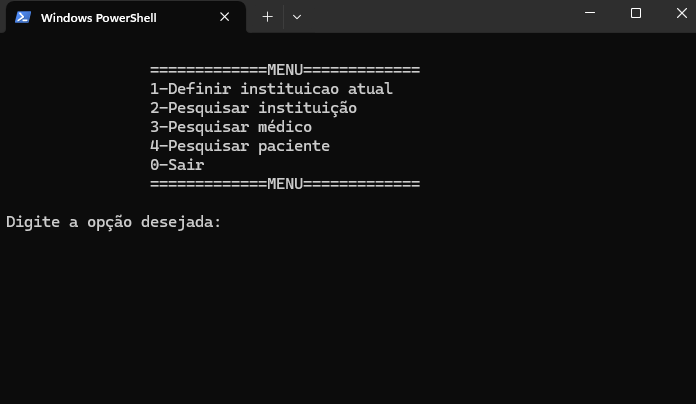 Windows PowerShell
=============MENU=============
1-Definir instituicao atual
2-Pesquisar instituição
3-Pesquisar médico
4-Pesquisar paciente
0-Sair
=============MENU=============
Digite a opção desejada: